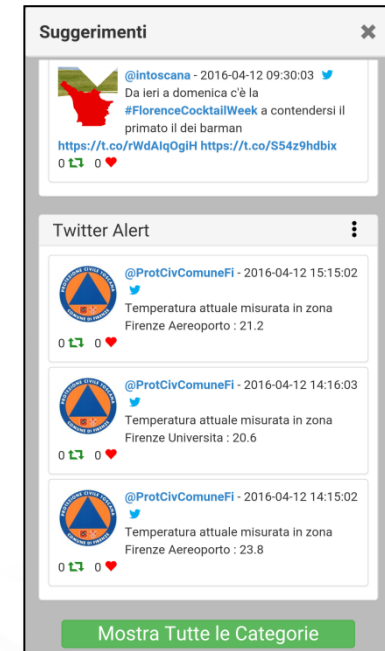 Suggerimenti
@intoscana - 2016-04-12 09:30:03
Da ieri a domenica c'è la
#FlorenceCocktailWeek a contendersi il
primato il dei barman
https://t.co/rWdAlqOgiH https://t.co/S54z9hdbix
0 0
Twitter Alert
@ProtCivComuneFi - 2016-04-12 15:15:02
Temperatura attuale misurata in zona
Firenze Aereoporto : 21.2
0 0
@ProtCivComuneFi - 2016-04-12 14:16:03
Temperatura attuale misurata in zona
Firenze Universita : 20.6
0 0
@ProtCivComuneFi - 2016-04-12 14:15:02
Temperatura attuale misurata in zona
Firenze Aereoporto : 23.8
0 0
Mostra Tutte le Categorie